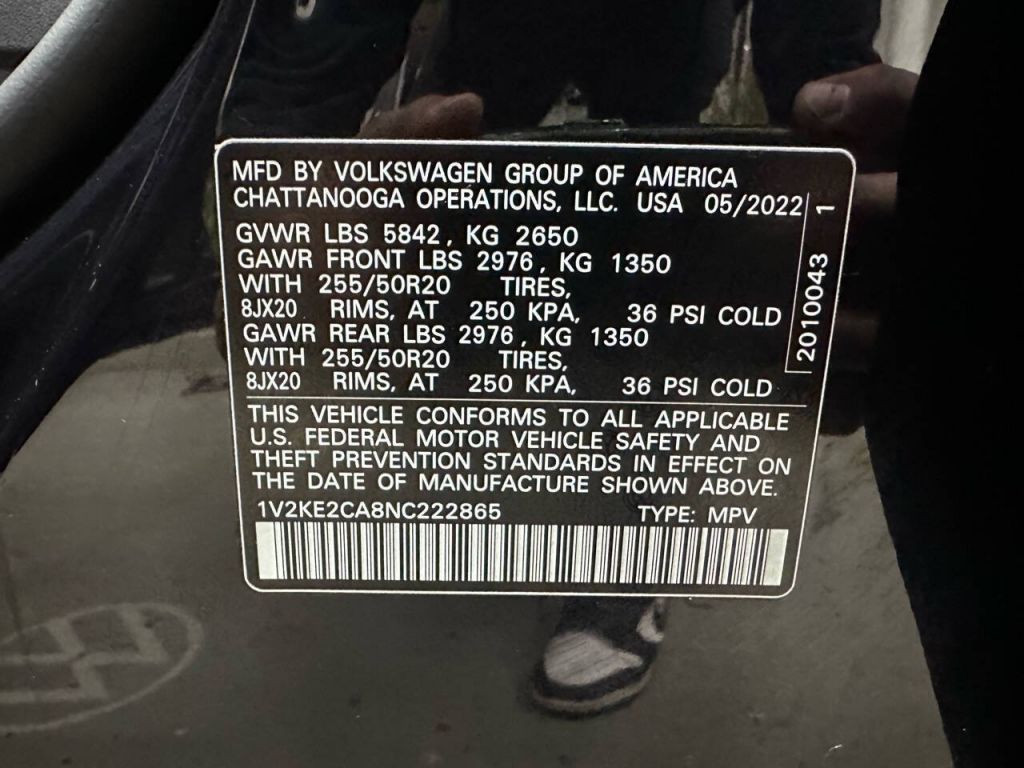 MFD BY VOLKSWAGEN GROUP OF AMERICA
CHATTANOOGA OPERATIONS, LLC. USA 05/2022
GVWR LBS 5842, KG 2650
GAWR FRONT LBS 2976, KG 1350
WITH 255/50R20 TIRES,
8JX20 RIMS, AT 250 KPA, 36 PSI COLD
GAWR REAR LBS 2976, KG 1350
WITH 255/50R20 TIRES,
8JX20 RIMS, AT 250 KPA, 36 PSI COLD
2010043 1
THIS VEHICLE CONFORMS TO ALL APPLICABLE
U.S. FEDERAL MOTOR VEHICLE SAFETY AND
THEFT PREVENTION STANDARDS IN EFFECT ON
THE DATE OF MANUFACTURE SHOWN ABOVE.
1V2KE2CA8NC222865 TYPE: MPV